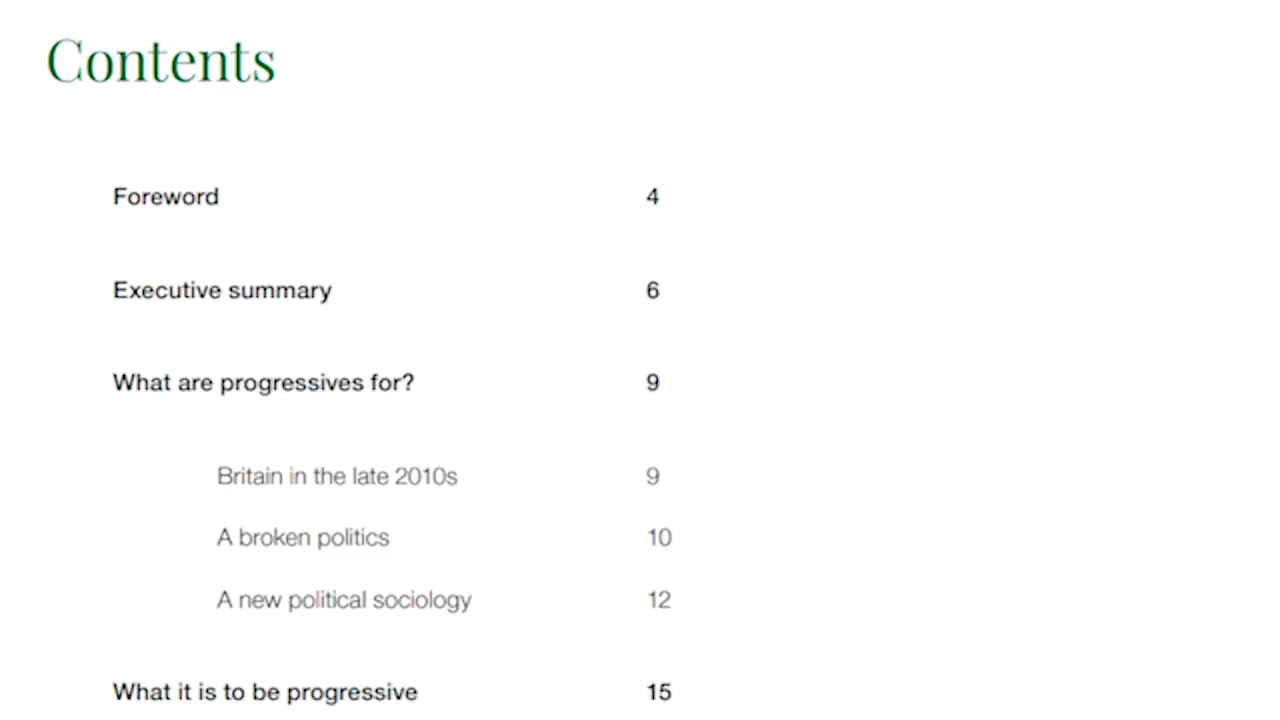 Contents
Foreword 4
Executive summary 6
What are progressives for? 9
Britain in the late 2010s 9
A broken politics 10
A new political sociology 12
What it is to be progressive 15